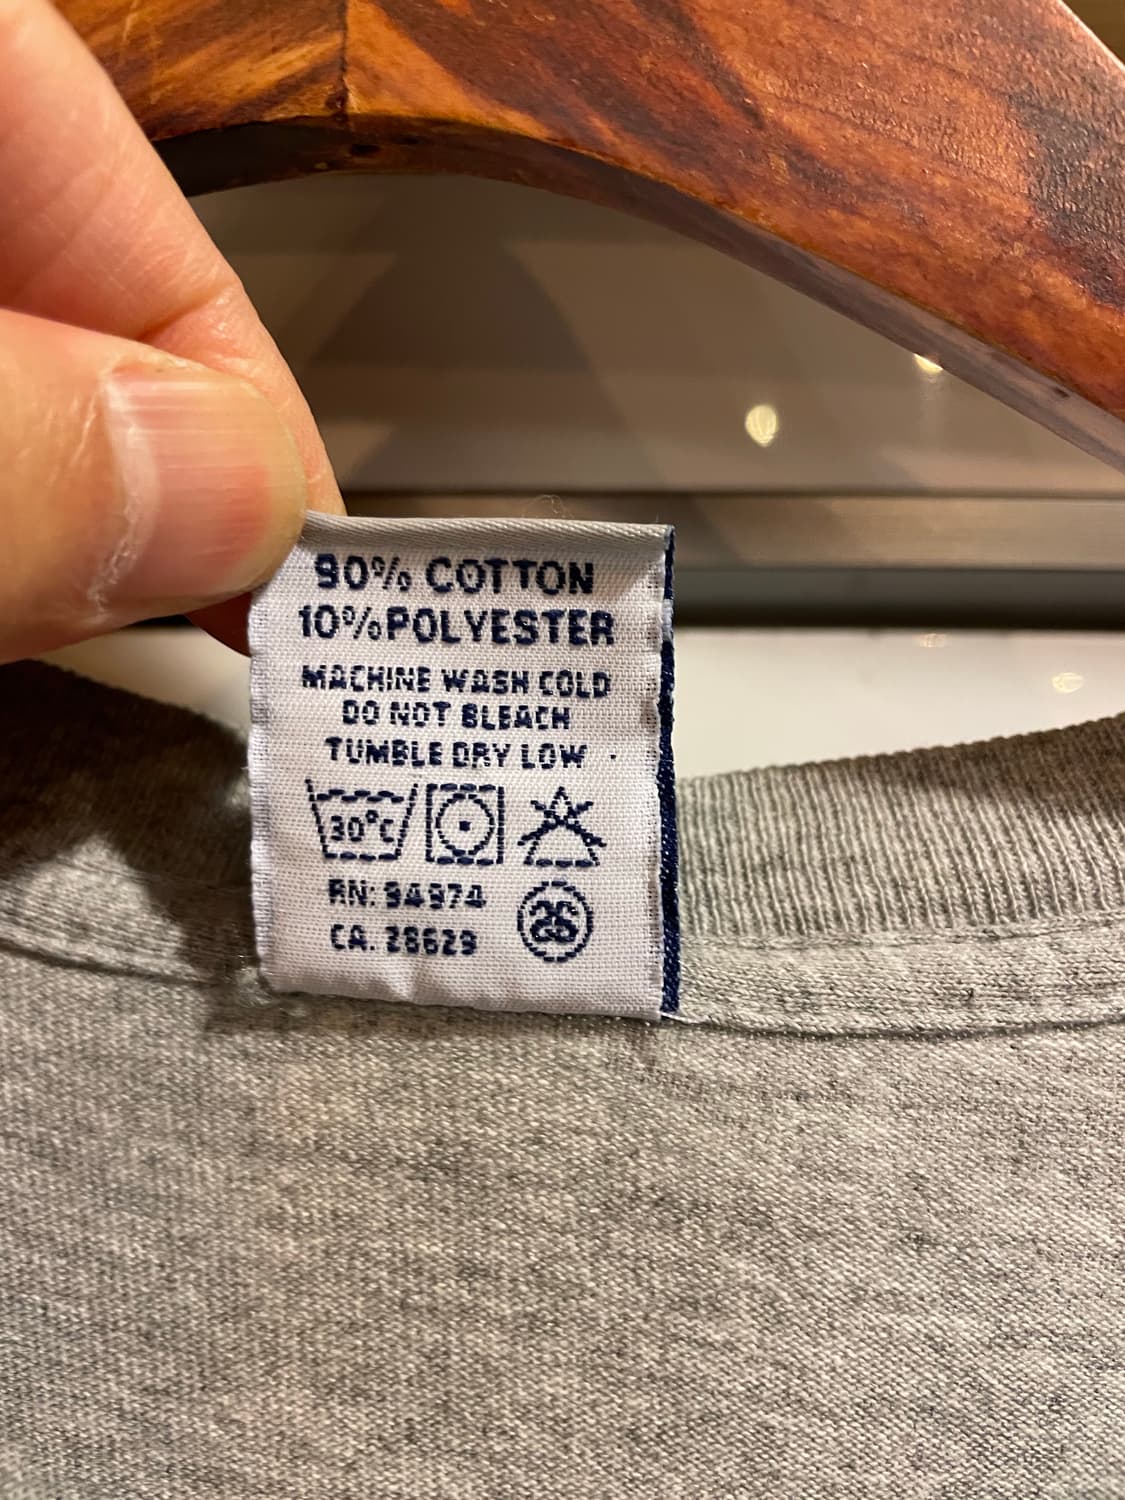 90% COTTON
10% POLYESTER
MACHINE WASH COLD
DO NOT BLEACH
TUMBLE DRY LOW
30°C
RN: 94974
CA. 28629